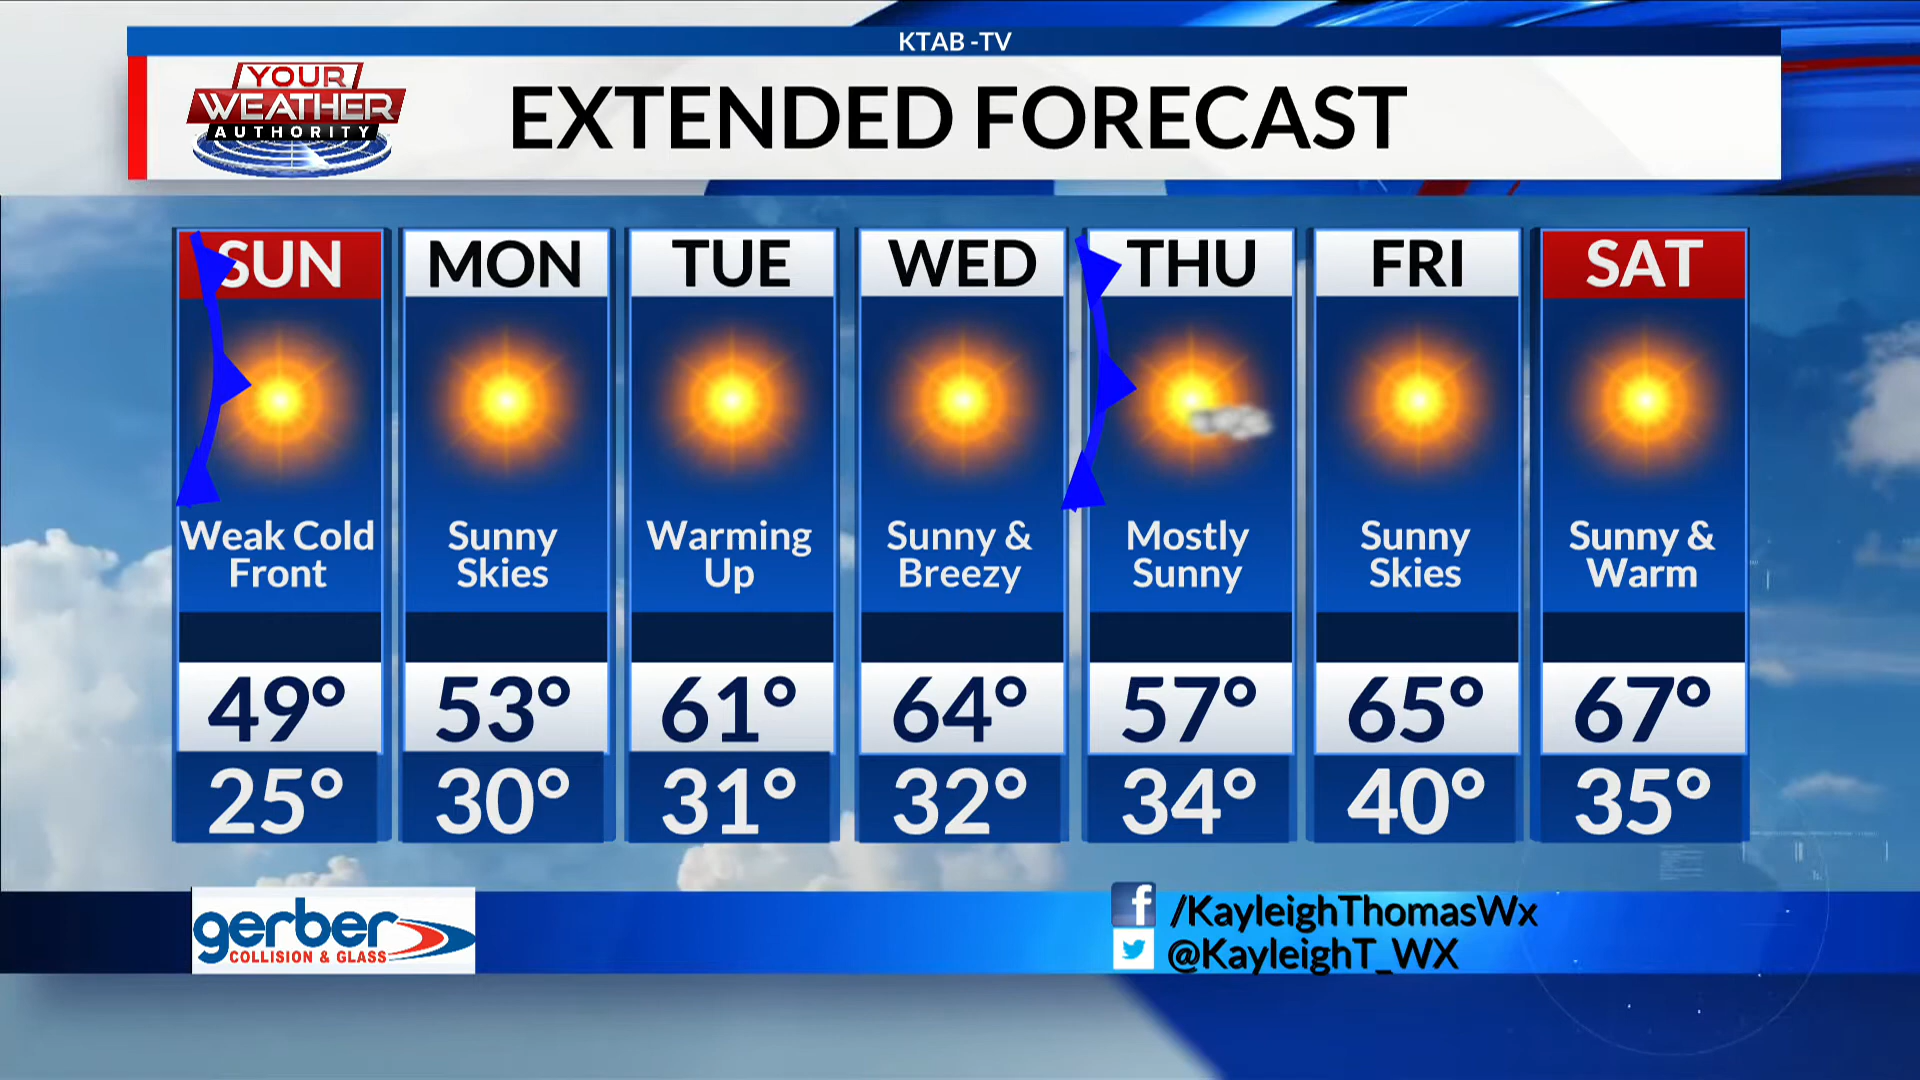 KTAB -TV
YOUR
WEATHER
AUTHORITY
EXTENDED FORECAST
SUN MON TUE WED THU FRI SAT
Weak Cold Front
Sunny Skies
Warming Up
Sunny & Breezy
Mostly Sunny
Sunny Skies
Sunny & Warm
49° 53° 61° 64° 57° 65° 67°
25° 30° 31° 32° 34° 40° 35°
gerber
COLLISION & GLASS
f /KayleighThomasWx
@KayleighT_WX